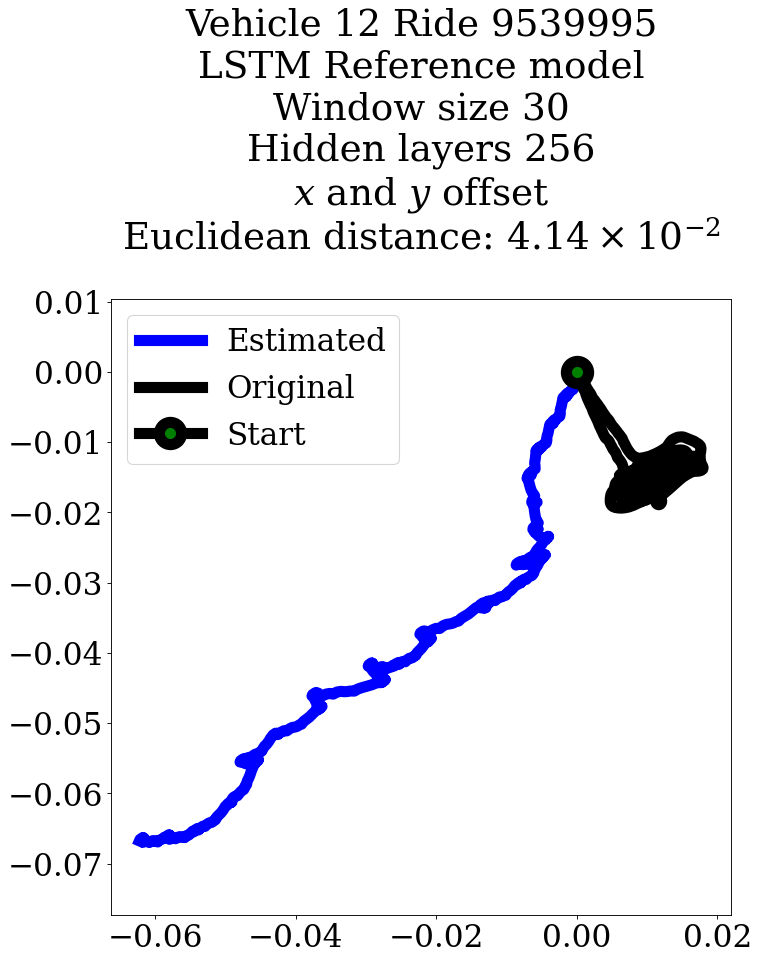 Vehicle 12 Ride 9539995
LSTM Reference model
Window size 30
Hidden layers 256
x and y offset
Euclidean distance: 4.14 × 10⁻²
Estimated
Original
Start
0.01
0.00
−0.01
−0.02
−0.03
−0.04
−0.05
−0.06
−0.07
−0.06 −0.04 −0.02 0.00 0.02